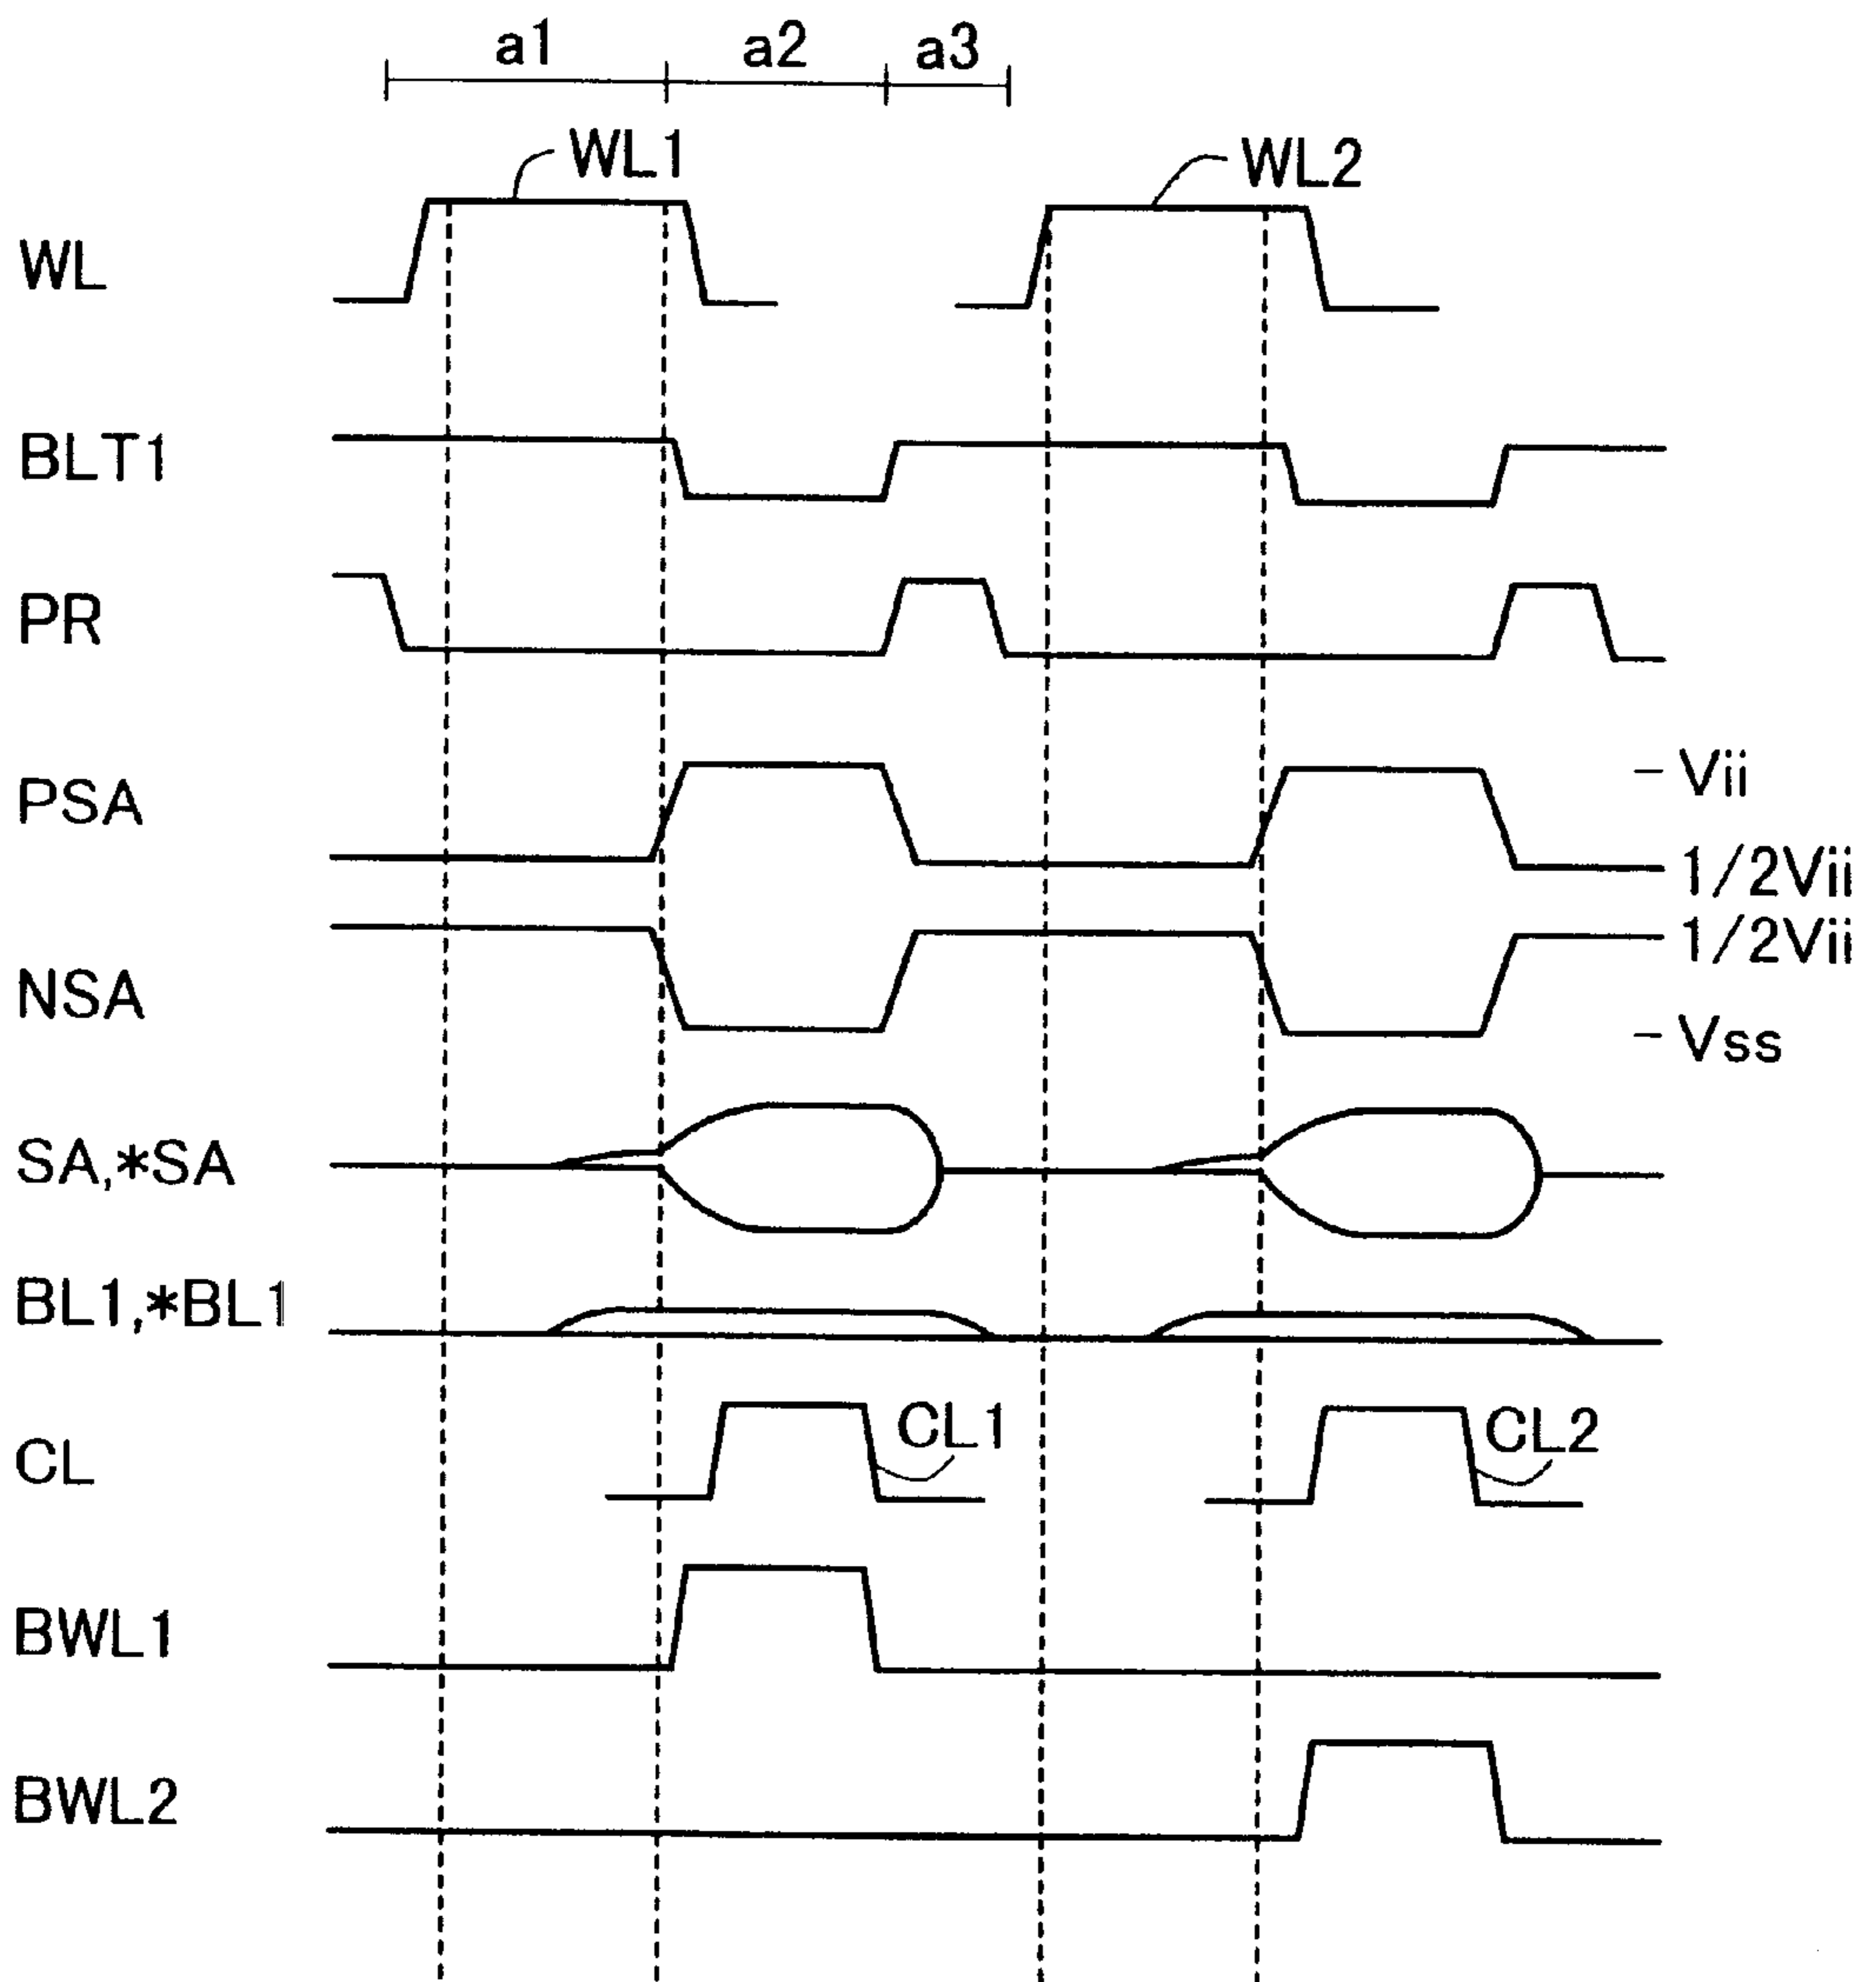 a1 a2 a3
WL1 WL2
WL
BLT1
PR
PSA
Vii
1/2Vii
1/2Vii
NSA
Vss
SA,*SA
BL1,*BL1
CL
CL1 CL2
BWL1
BWL2